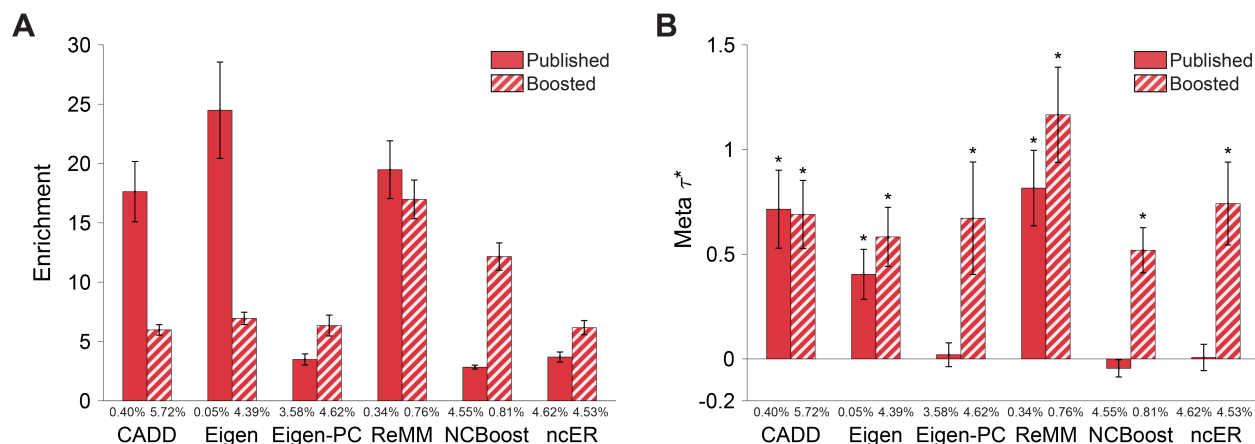 A
30
25
20
15
10
5
0
Enrichment
Published
Boosted
0.40% 5.72% 0.05% 4.39% 3.58% 4.62% 0.34% 0.76% 4.55% 0.81% 4.62% 4.53%
CADD Eigen Eigen-PC ReMM NCBoost ncER
B
1.5
1
0.5
0
-0.2
Meta τ*
Published
Boosted
* * * * * * * * *
0.40% 5.72% 0.05% 4.39% 3.58% 4.62% 0.34% 0.76% 4.55% 0.81% 4.62% 4.53%
CADD Eigen Eigen-PC ReMM NCBoost ncER